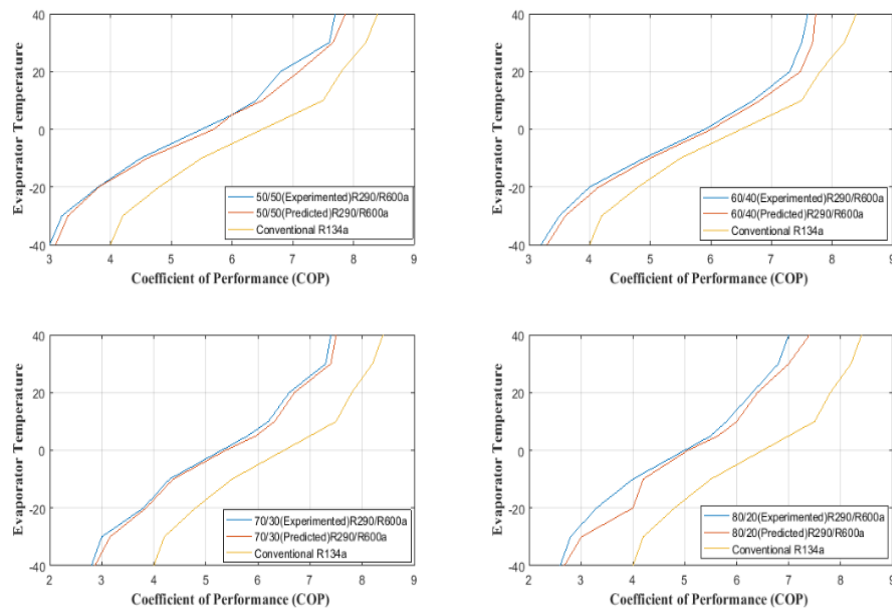 40
20
0
-20
-40
Evaporator Temperature
50/50(Experimented)R290/R600a
50/50(Predicted)R290/R600a
Conventional R134a
3 4 5 6 7 8 9
Coefficient of Performance (COP)
40
20
0
-20
-40
Evaporator Temperature
60/40(Experimented)R290/R600a
60/40(Predicted)R290/R600a
Conventional R134a
3 4 5 6 7 8 9
Coefficient of Performance (COP)
40
20
0
-20
-40
Evaporator Temperature
70/30(Experimented)R290/R600a
70/30(Predicted)R290/R600a
Conventional R134a
2 3 4 5 6 7 8 9
Coefficient of Performance (COP)
40
20
0
-20
-40
Evaporator Temperature
80/20(Experimented)R290/R600a
80/20(Predicted)R290/R600a
Conventional R134a
2 3 4 5 6 7 8 9
Coefficient of Performance (COP)